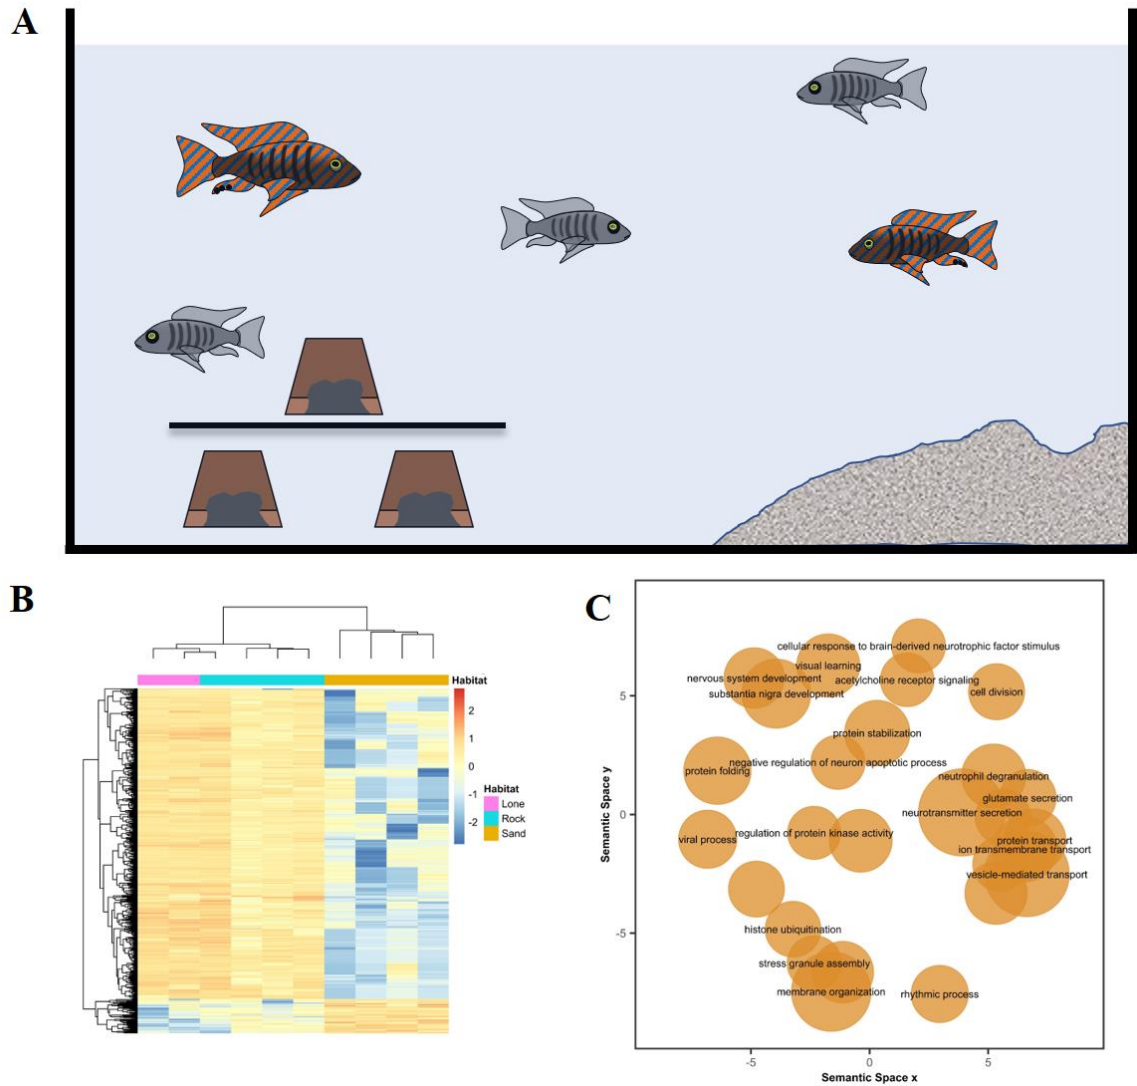 A
B
Habitat
2
1
0
-1
-2
Habitat
Lone
Rock
Sand
C
cellular response to brain-derived neurotrophic factor stimulus
visual learning
nervous system development
acetylcholine receptor signaling
substantia nigra development
cell division
protein stabilization
negative regulation of neuron apoptotic process
protein folding
neutrophil degranulation
glutamate secretion
neurotransmitter secretion
regulation of protein kinase activity
viral process
protein transport
ion transmembrane transport
vesicle-mediated transport
histone ubiquitination
stress granule assembly
membrane organization
rhythmic process
5
0
-5
Semantic Space y
-5
0
5
Semantic Space x